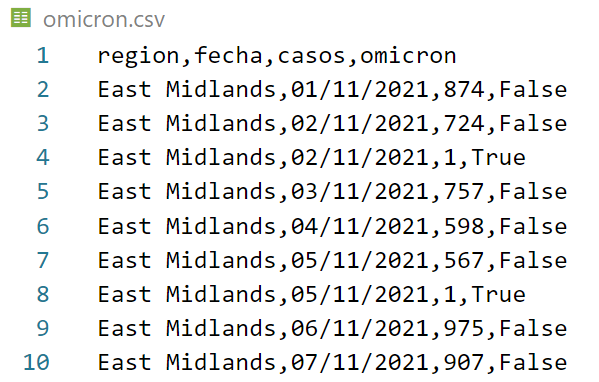 omicron.csv
1 region,fecha,casos,omicron
2 East Midlands,01/11/2021,874,False
3 East Midlands,02/11/2021,724,False
4 East Midlands,02/11/2021,1,True
5 East Midlands,03/11/2021,757,False
6 East Midlands,04/11/2021,598,False
7 East Midlands,05/11/2021,567,False
8 East Midlands,05/11/2021,1,True
9 East Midlands,06/11/2021,975,False
10 East Midlands,07/11/2021,907,False